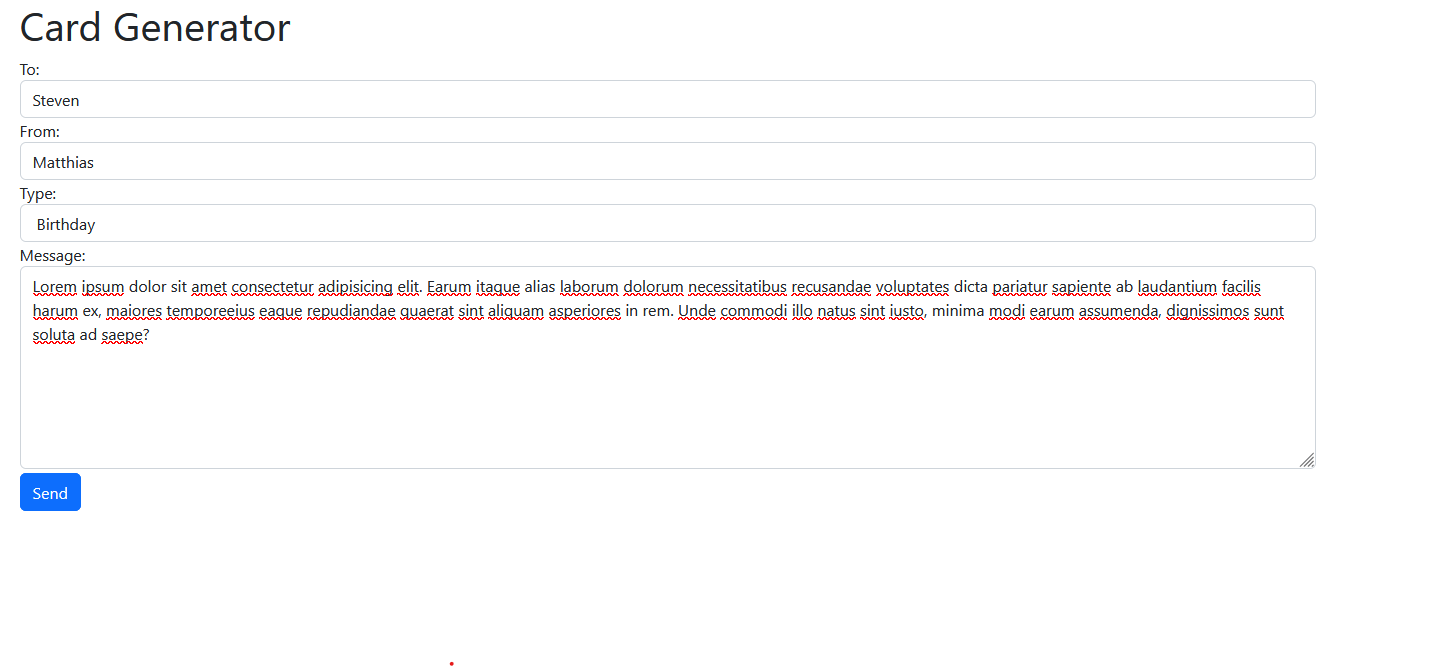 Card Generator
To:
Steven
From:
Matthias
Type:
Birthday
Message:
Lorem ipsum dolor sit amet consectetur adipisicing elit. Earum itaque alias laborum dolorum necessitatibus recusandae voluptates dicta pariatur sapiente ab laudantium facilis
harum ex, maiores temporeeius eaque repudiandae quaerat sint aliquam asperiores in rem. Unde commodi illo natus sint iusto, minima modi earum assumenda, dignissimos sunt
soluta ad saepe?
Send